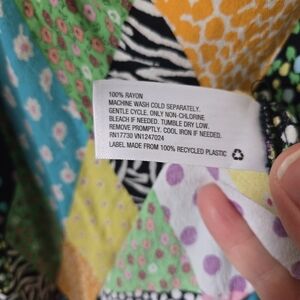 100% RAYON
MACHINE WASH COLD SEPARATELY.
GENTLE CYCLE. ONLY NON-CHLORINE
BLEACH IF NEEDED. TUMBLE DRY LOW.
REMOVE PROMPTLY. COOL IRON IF NEEDED.
RN17730 VN1247024
LABEL MADE FROM 100% RECYCLED PLASTIC